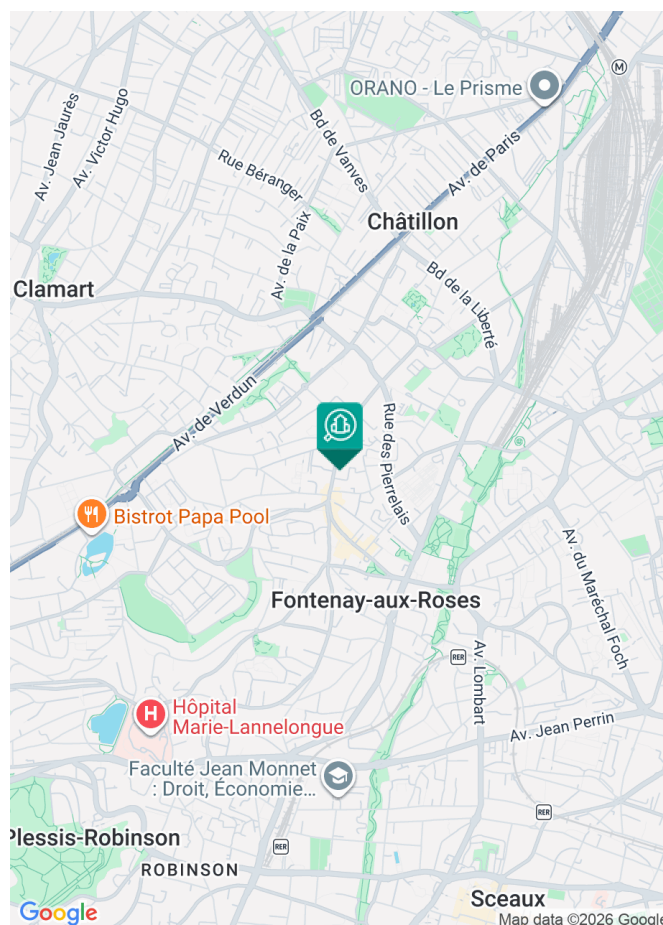 M
ORANO - Le Prisme
Av. Jean Jaurès
Av. Victor Hugo
Bd de Vanves
Av. de Paris
Rue Béranger
Châtillon
Av. de la Paix
Clamart
Bd de la Liberté
Av. de Verdun
Rue des Pierrelais
Bistrot Papa Pool
Av. du Maréchal Foch
Fontenay-aux-Roses
RER
Av. Lombart
H
Hôpital
Marie-Lannelongue
Av. Jean Perrin
Faculté Jean Monnet
: Droit, Économie...
RER
Plessis-Robinson
RER
ROBINSON
Sceaux
Google
Map data ©2026 Google